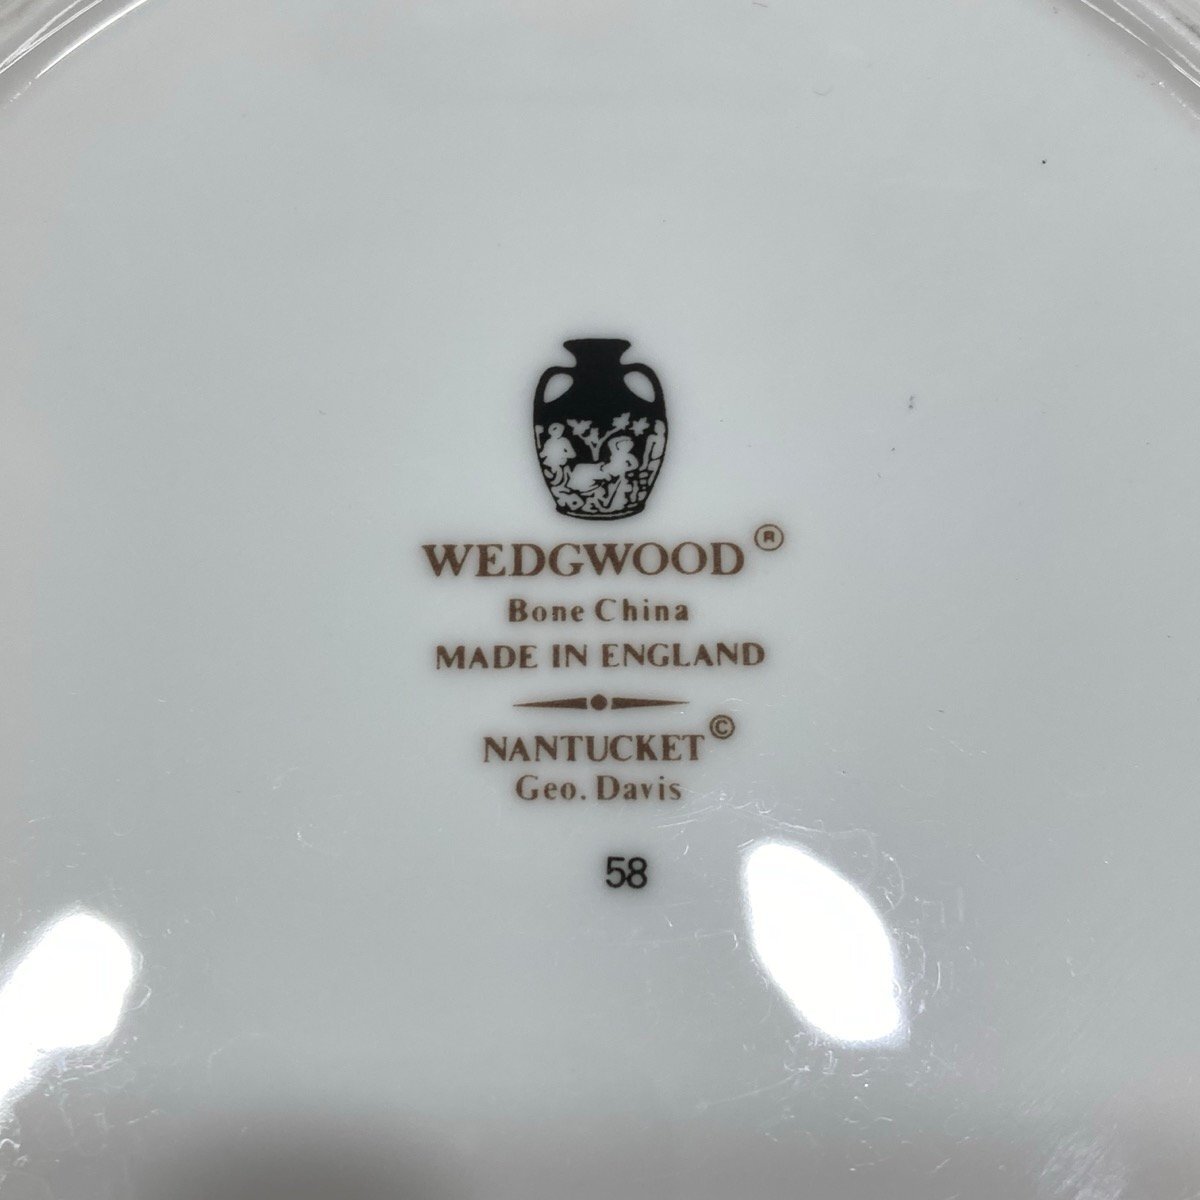 WEDGWOOD®
Bone China
MADE IN ENGLAND
NANTUCKET©
Geo. Davis
58